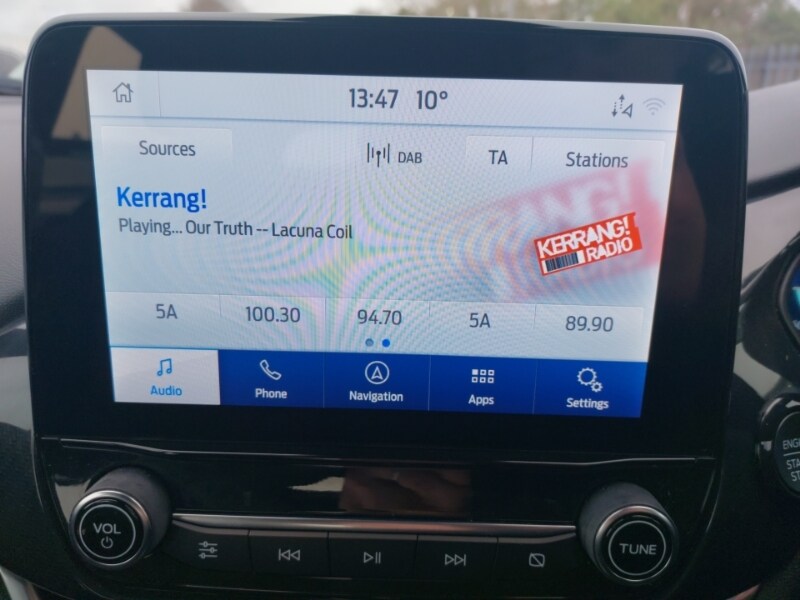 13:47 10°
Sources DAB TA Stations
Kerrang!
Playing... Our Truth -- Lacuna Coil
KERRANG!
RADIO
5A 100.30 94.70 5A 89.90
Audio Phone Navigation Apps Settings
VOL
TUNE